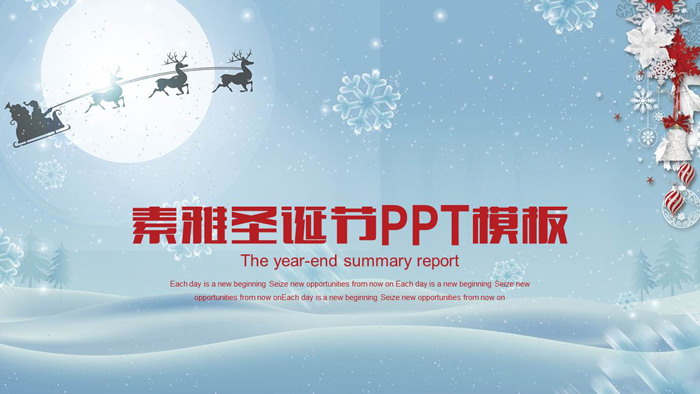 素雅圣诞节PPT模板
The year-end summary report
Each day is a new beginning Seize new opportunities from now on Each day is a new beginning Seize new
opportunities from now onEach day is a new beginning Seize new opportunities from now on